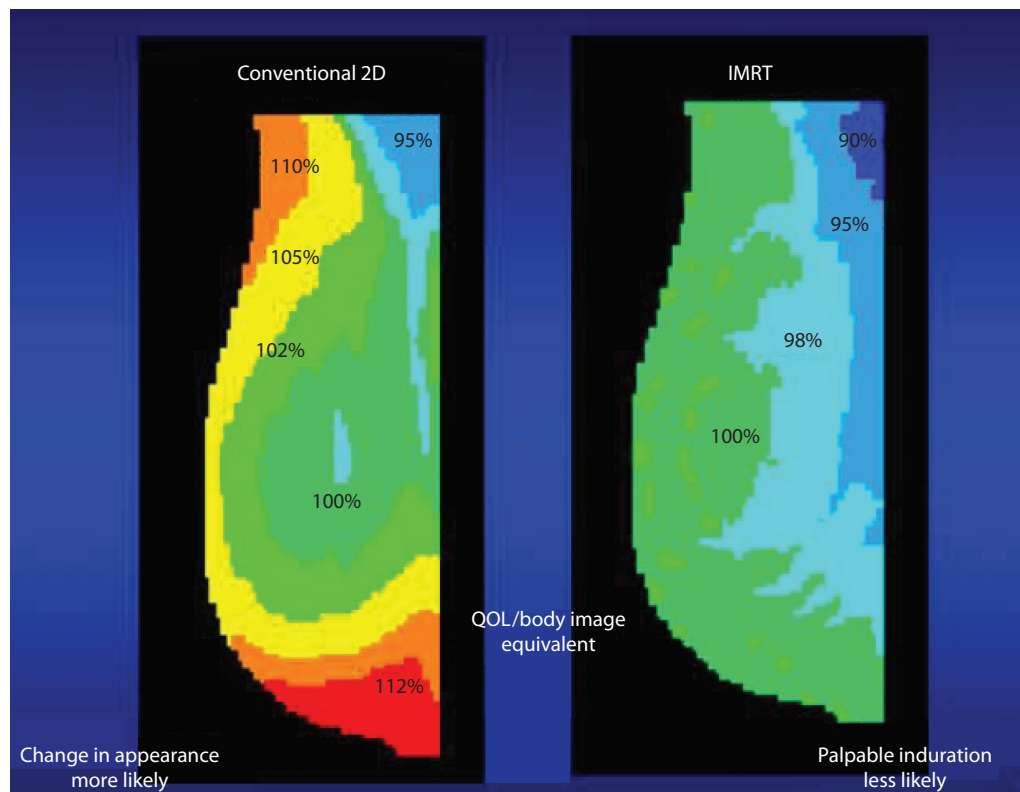 Conventional 2D
95%
110%
105%
102%
100%
112%
Change in appearance
more likely
QOL/body image
equivalent
IMRT
90%
95%
98%
100%
Palpable induration
less likely